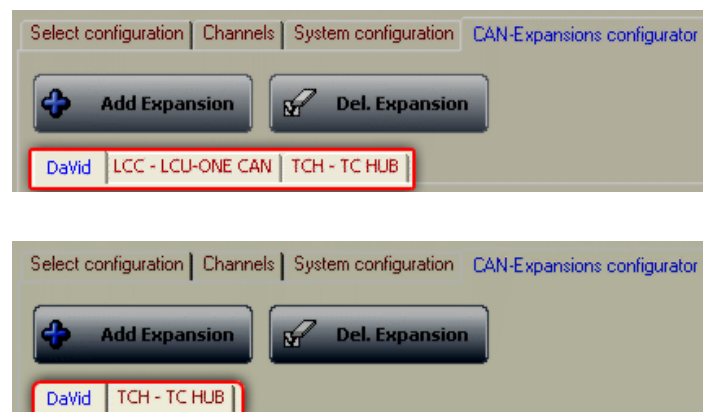 Select configuration Channels System configuration CAN-Expansions configurator
Add Expansion Del. Expansion
DaVid LCC - LCU-ONE CAN TCH - TC HUB
Select configuration Channels System configuration CAN-Expansions configurator
Add Expansion Del. Expansion
DaVid TCH - TC HUB